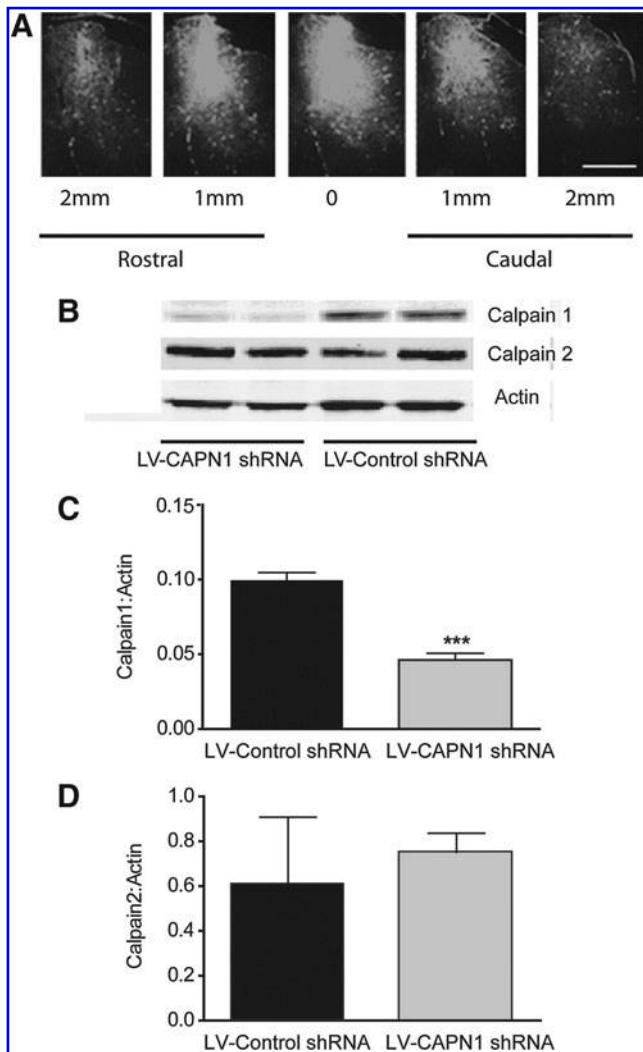 A
2mm 1mm 0 1mm 2mm
Rostral Caudal
B
Calpain 1
Calpain 2
Actin
LV-CAPN1 shRNA LV-Control shRNA
C
Calpain1:Actin
0.15
0.10
0.05
0.00
***
LV-Control shRNA LV-CAPN1 shRNA
D
Calpain2:Actin
1.0
0.8
0.6
0.4
0.2
0.0
LV-Control shRNA LV-CAPN1 shRNA